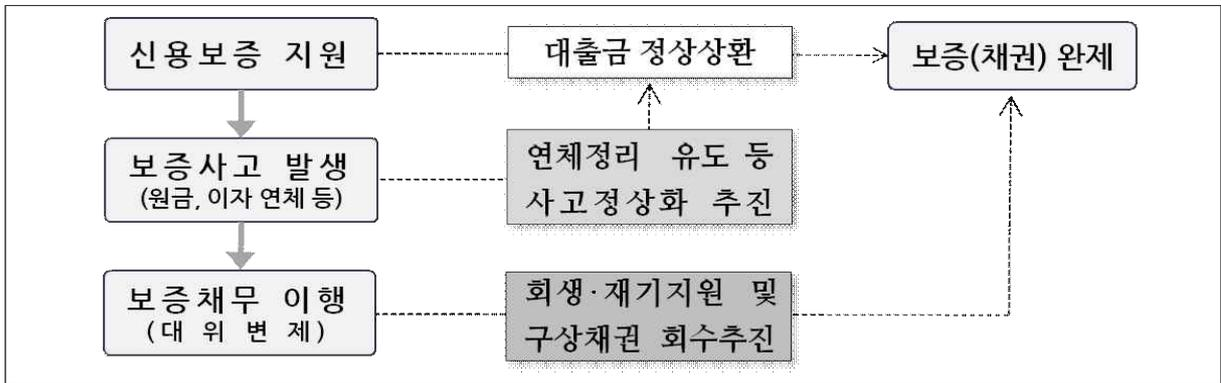 신용보증 지원
대출금 정상상환
보증(채권) 완제
보증사고 발생
(원금, 이자 연체 등)
연체정리 유도 등
사고정상화 추진
보증채무 이행
(대 위 변 제)
회생·재기지원 및
구상채권 회수추진